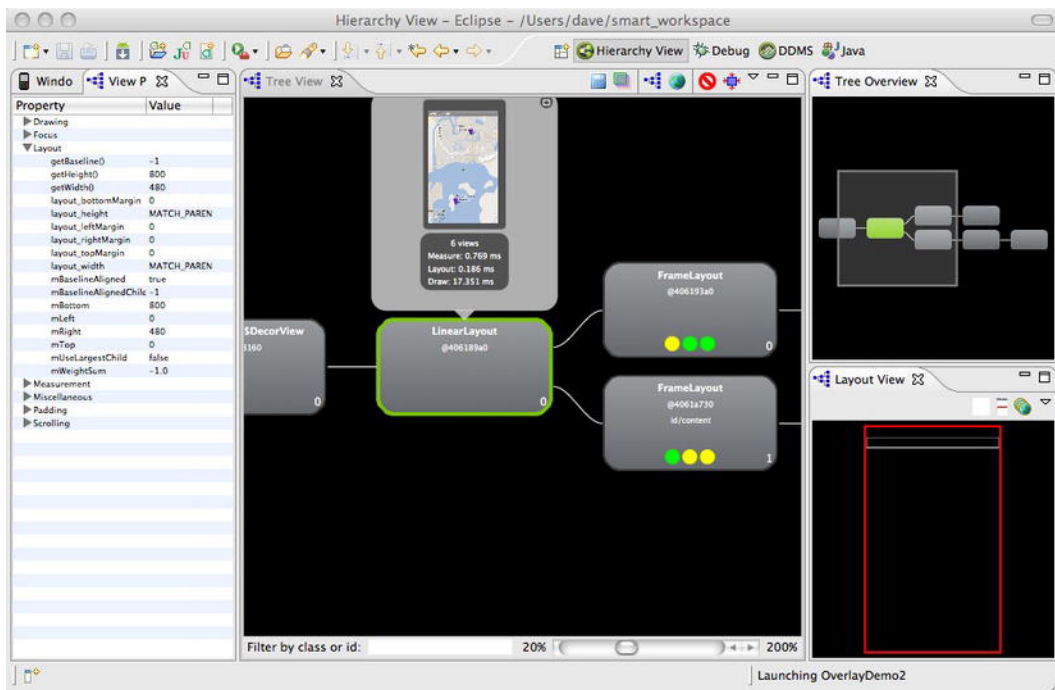 Hierarchy View – Eclipse – /Users/dave/smart_workspace
Hierarchy View Debug DDMS Java
Windo View P
Property Value
Drawing
Focus
Layout
getBaseline() -1
getHeight() 800
getWidth() 480
layout_bottomMargin 0
layout_height MATCH_PAREN
layout_leftMargin 0
layout_rightMargin 0
layout_topMargin 0
layout_width MATCH_PAREN
mBaselineAligned true
mBaselineAlignedChilc -1
mBottom 800
mLeft 0
mRight 480
mTop 0
mUseLargestChild false
mWeightSum -1.0
Measurement
Miscellaneous
Padding
Scrolling
Tree View
6 views
Measure: 0.769 ms
Layout: 0.186 ms
Draw: 17.351 ms
$DecorView
3160
0
LinearLayout
@406189a0
0
FrameLayout
@406193a0
0
FrameLayout
@4061a730
id/content
1
Filter by class or id: 20% 200%
Tree Overview
Layout View
Launching OverlayDemo2